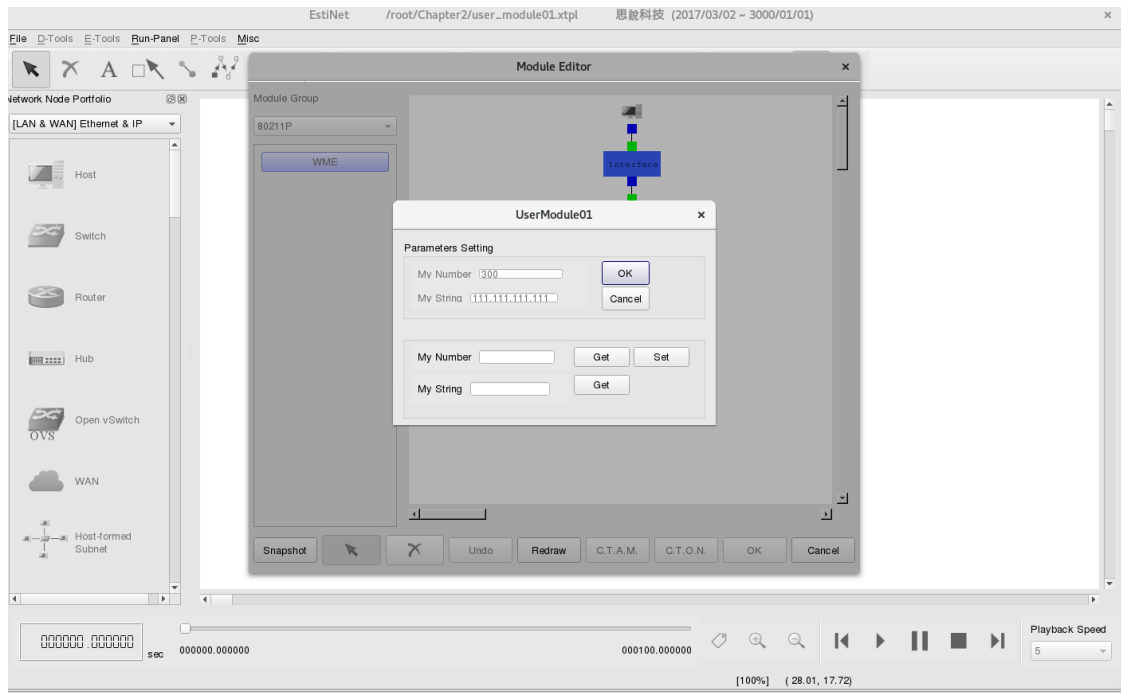 EstiNet /root/Chapter2/user_module01.xtpl 思銳科技 (2017/03/02 ~ 3000/01/01)
File D-Tools E-Tools Run-Panel P-Tools Misc
A
Module Editor
Network Node Portfolio
[LAN & WAN] Ethernet & IP
Host
Switch
Router
Hub
Open vSwitch
OVS
WAN
Host-formed
Subnet
Module Group
80211P
WME
Interface
UserModule01
Parameters Setting
My Number 300 OK
My String 111.111.111.111 Cancel
My Number Get Set
My String Get
Snapshot Undo Redraw C.T.A.M. C.T.O.N. OK Cancel
000000.000000 sec
000000.000000 000100.000000
Playback Speed
5
[100%] ( 28.01, 17.72)